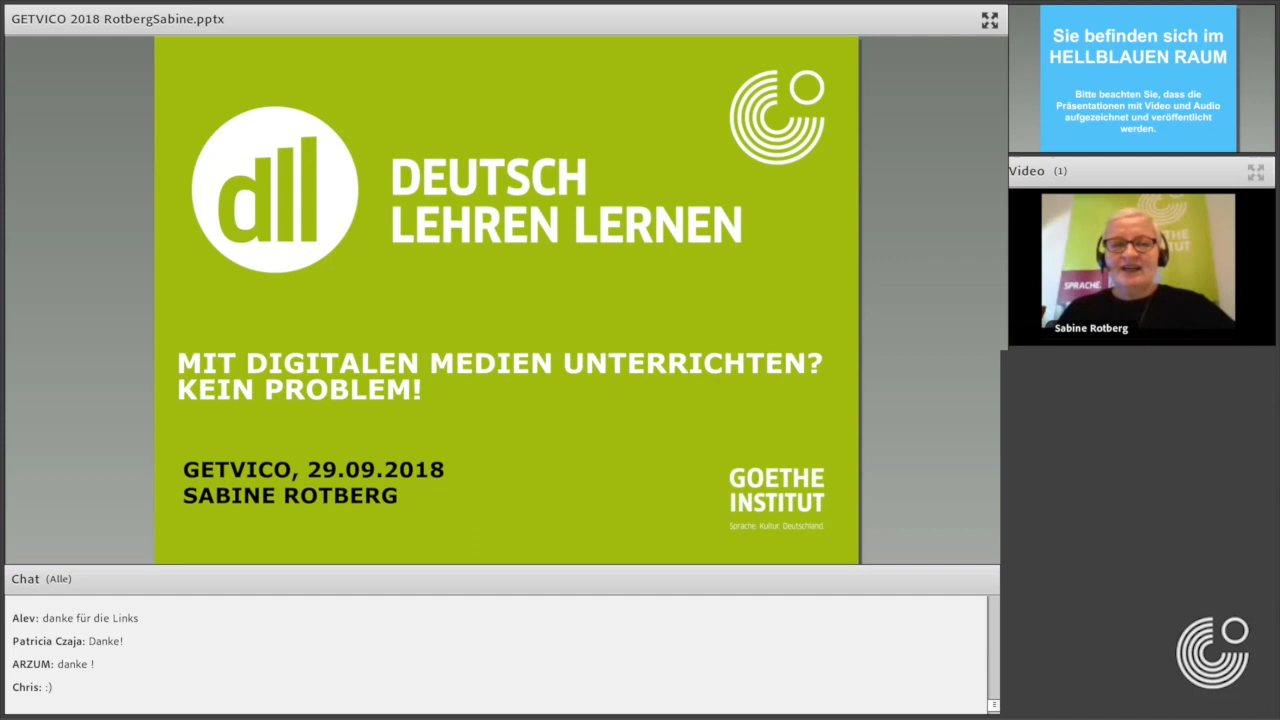 GETVICO 2018 RotbergSabine.pptx
dll
DEUTSCH
LEHREN LERNEN
MIT DIGITALEN MEDIEN UNTERRICHTEN?
KEIN PROBLEM!
GETVICO, 29.09.2018
SABINE ROTBERG
GOETHE
INSTITUT
Sprache. Kultur. Deutschland.
Sie befinden sich im
HELLBLAUEN RAUM
Bitte beachten Sie, dass die
Präsentationen mit Video und Audio
aufgezeichnet und veröffentlicht
werden.
Video (1)
SPRACHE.
INSTITUT
Sabine Rotberg
Chat (Alle)
Alev: danke für die Links
Patricia Czaja: Danke!
ARZUM: danke !
Chris: :)